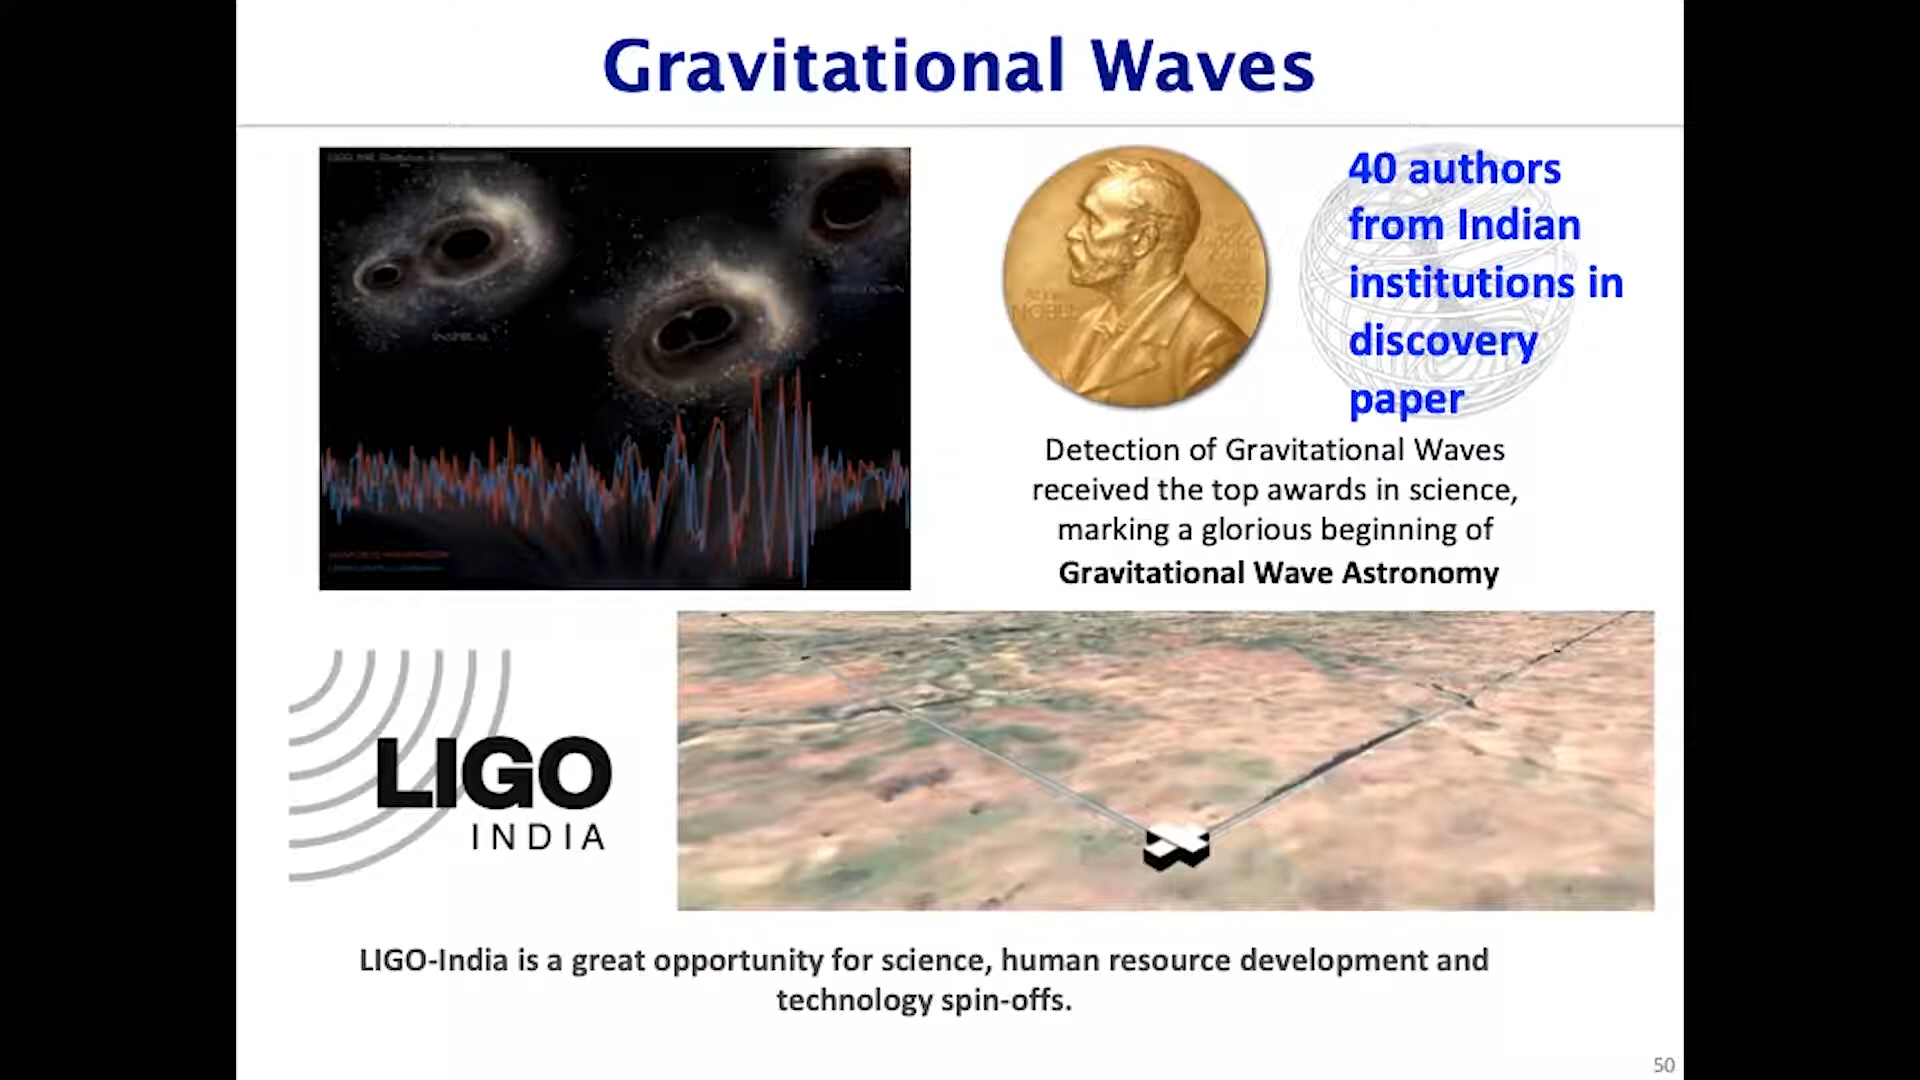 Gravitational Waves
INSPIRAL
40 authors
from Indian
institutions in
discovery
paper
Detection of Gravitational Waves
received the top awards in science,
marking a glorious beginning of
Gravitational Wave Astronomy
LIGO
INDIA
LIGO-India is a great opportunity for science, human resource development and
technology spin-offs.
50